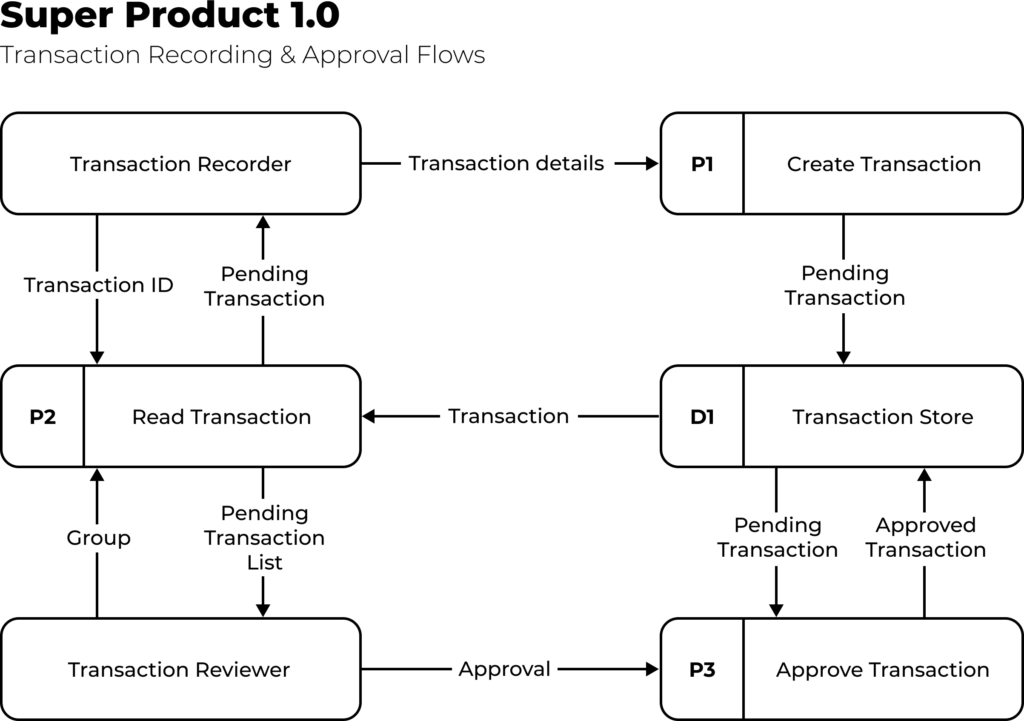 Super Product 1.0
Transaction Recording & Approval Flows
Transaction Recorder
Transaction details
P1
Create Transaction
Transaction ID
Pending
Transaction
Pending
Transaction
P2
Read Transaction
Transaction
D1
Transaction Store
Group
Pending
Transaction
List
Pending
Transaction
Approved
Transaction
Transaction Reviewer
Approval
P3
Approve Transaction